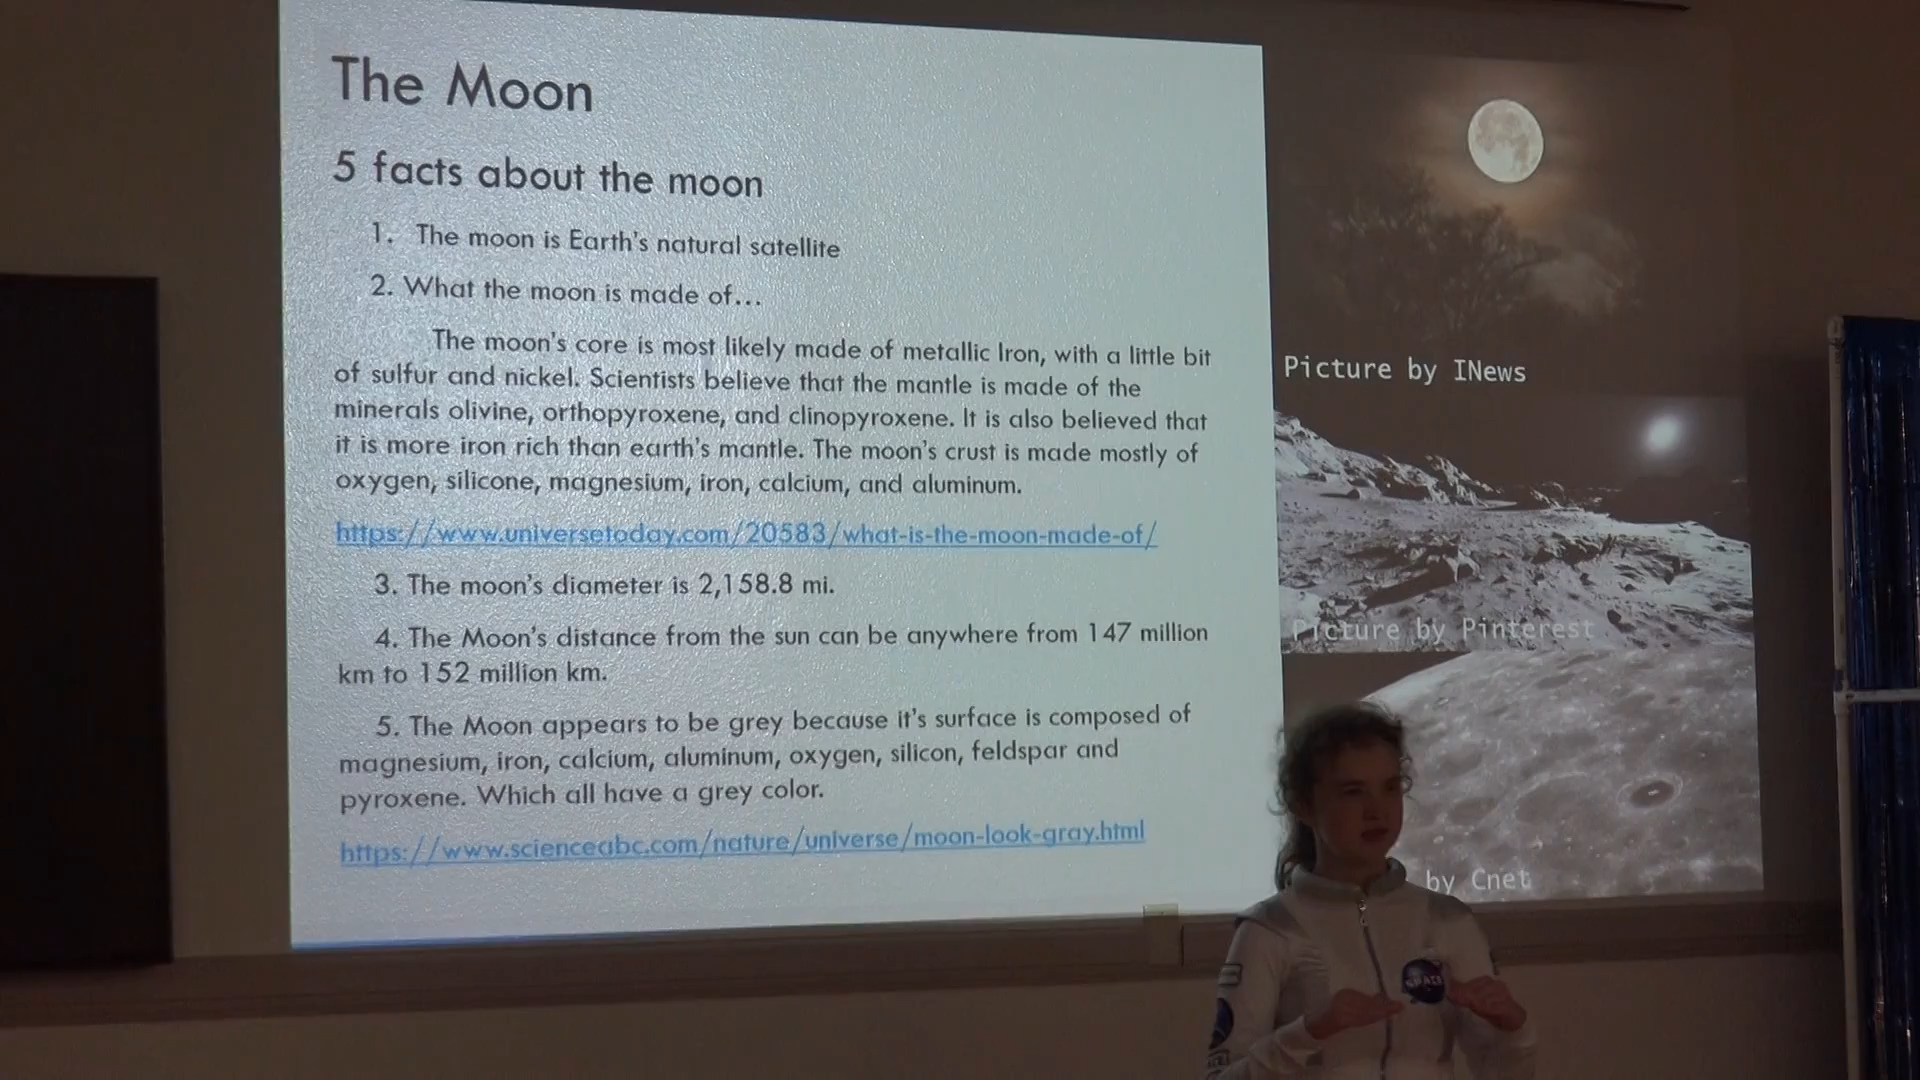 The Moon
5 facts about the moon
1. The moon is Earth's natural satellite
2. What the moon is made of...
The moon's core is most likely made of metallic Iron, with a little bit
of sulfur and nickel. Scientists believe that the mantle is made of the
minerals olivine, orthopyroxene, and clinopyroxene. It is also believed that
it is more iron rich than earth's mantle. The moon's crust is made mostly of
oxygen, silicone, magnesium, iron, calcium, and aluminum.
https://www.universetoday.com/20583/what-is-the-moon-made-of/
3. The moon's diameter is 2,158.8 mi.
4. The Moon's distance from the sun can be anywhere from 147 million
km to 152 million km.
5. The Moon appears to be grey because it's surface is composed of
magnesium, iron, calcium, aluminum, oxygen, silicon, feldspar and
pyroxene. Which all have a grey color.
https://www.scienceabc.com/nature/universe/moon-look-gray.html
Picture by INews
Picture by Pinterest
by Cnet
SPACE